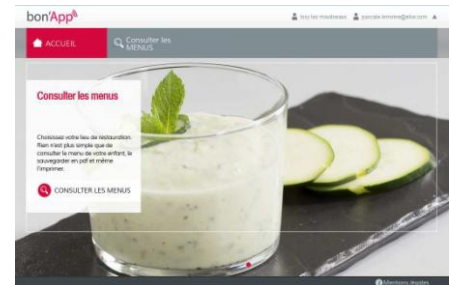 bon'App
ACCUEIL
Consulter les
MENUS
Consulter les menus
Choisissez votre lieu de restauration.
Rien n'est plus simple que de
consulter le menu de votre enfant, le
sauvegarder en pdf et même
l'imprimer.
CONSULTER LES MENUS
Mentions légales